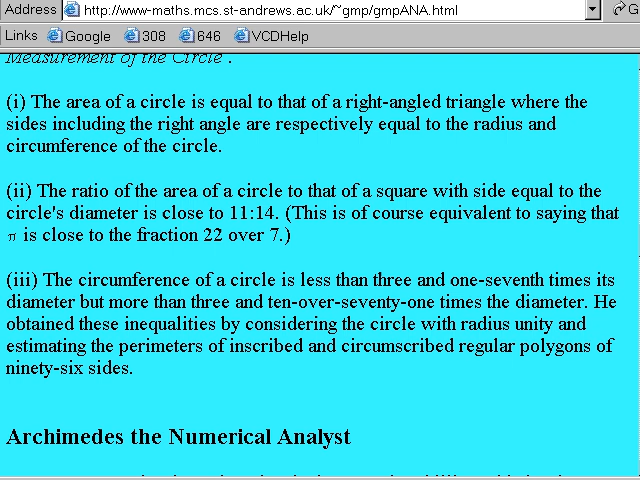 Address http://www-maths.mcs.st-andrews.ac.uk/~gmp/gmpANA.html G
Links Google 308 646 VCDHelp
Measurement of the Circle .
(i) The area of a circle is equal to that of a right-angled triangle where the
sides including the right angle are respectively equal to the radius and
circumference of the circle.
(ii) The ratio of the area of a circle to that of a square with side equal to the
circle's diameter is close to 11:14. (This is of course equivalent to saying that
π is close to the fraction 22 over 7.)
(iii) The circumference of a circle is less than three and one-seventh times its
diameter but more than three and ten-over-seventy-one times the diameter. He
obtained these inequalities by considering the circle with radius unity and
estimating the perimeters of inscribed and circumscribed regular polygons of
ninety-six sides.
Archimedes the Numerical Analyst